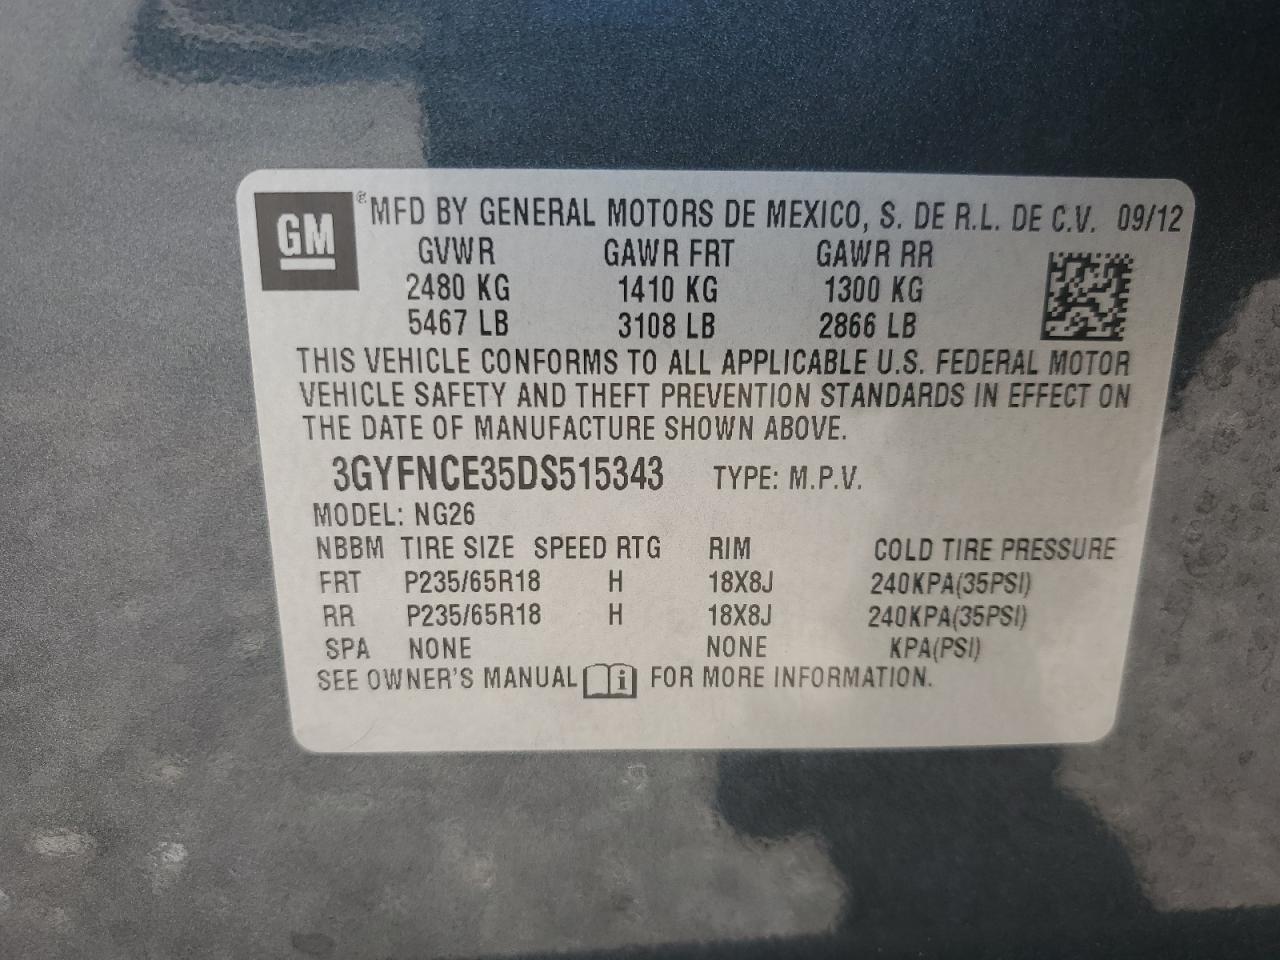 GM ® MFD BY GENERAL MOTORS DE MEXICO, S. DE R.L. DE C.V. 09/12
GVWR GAWR FRT GAWR RR
2480 KG 1410 KG 1300 KG
5467 LB 3108 LB 2866 LB
THIS VEHICLE CONFORMS TO ALL APPLICABLE U.S. FEDERAL MOTOR
VEHICLE SAFETY AND THEFT PREVENTION STANDARDS IN EFFECT ON
THE DATE OF MANUFACTURE SHOWN ABOVE.
3GYFNCE35DS515343 TYPE: M.P.V.
MODEL: NG26
NBBM TIRE SIZE SPEED RTG RIM COLD TIRE PRESSURE
FRT P235/65R18 H 18X8J 240KPA(35PSI)
RR P235/65R18 H 18X8J 240KPA(35PSI)
SPA NONE NONE KPA(PSI)
SEE OWNER'S MANUAL i FOR MORE INFORMATION.